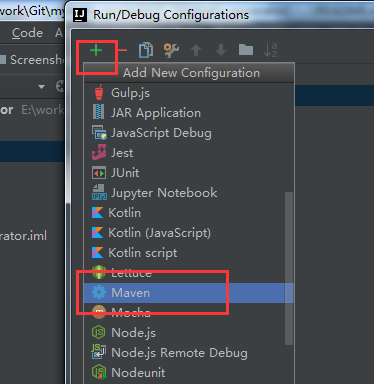 Run/Debug Configurations
work\Git\my
Code A
Screensho
Add New Configuration
or E:\work
rator.iml
Gulp.js
JAR Application
JavaScript Debug
Jest
JUnit
Jupyter Notebook
Kotlin
Kotlin (JavaScript)
Kotlin script
Lettuce
Maven
Mocha
Node.js
Node.js Remote Debug
Nodeunit